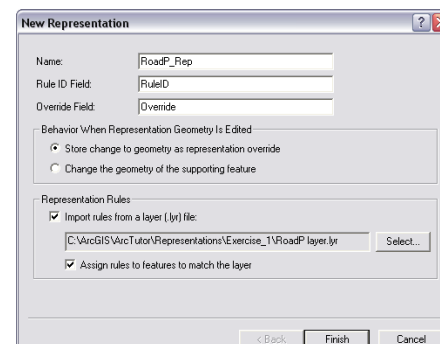 New Representation
Name: RoadP_Rep
Rule ID Field: RuleID
Override Field: Override
Behavior When Representation Geometry Is Edited
Store change to geometry as representation override
Change the geometry of the supporting feature
Representation Rules
Import rules from a layer (.lyr) file:
C:\ArcGIS\ArcTutor\Representations\Exercise_1\RoadP layer.lyr Select...
Assign rules to features to match the layer
< Back Finish Cancel